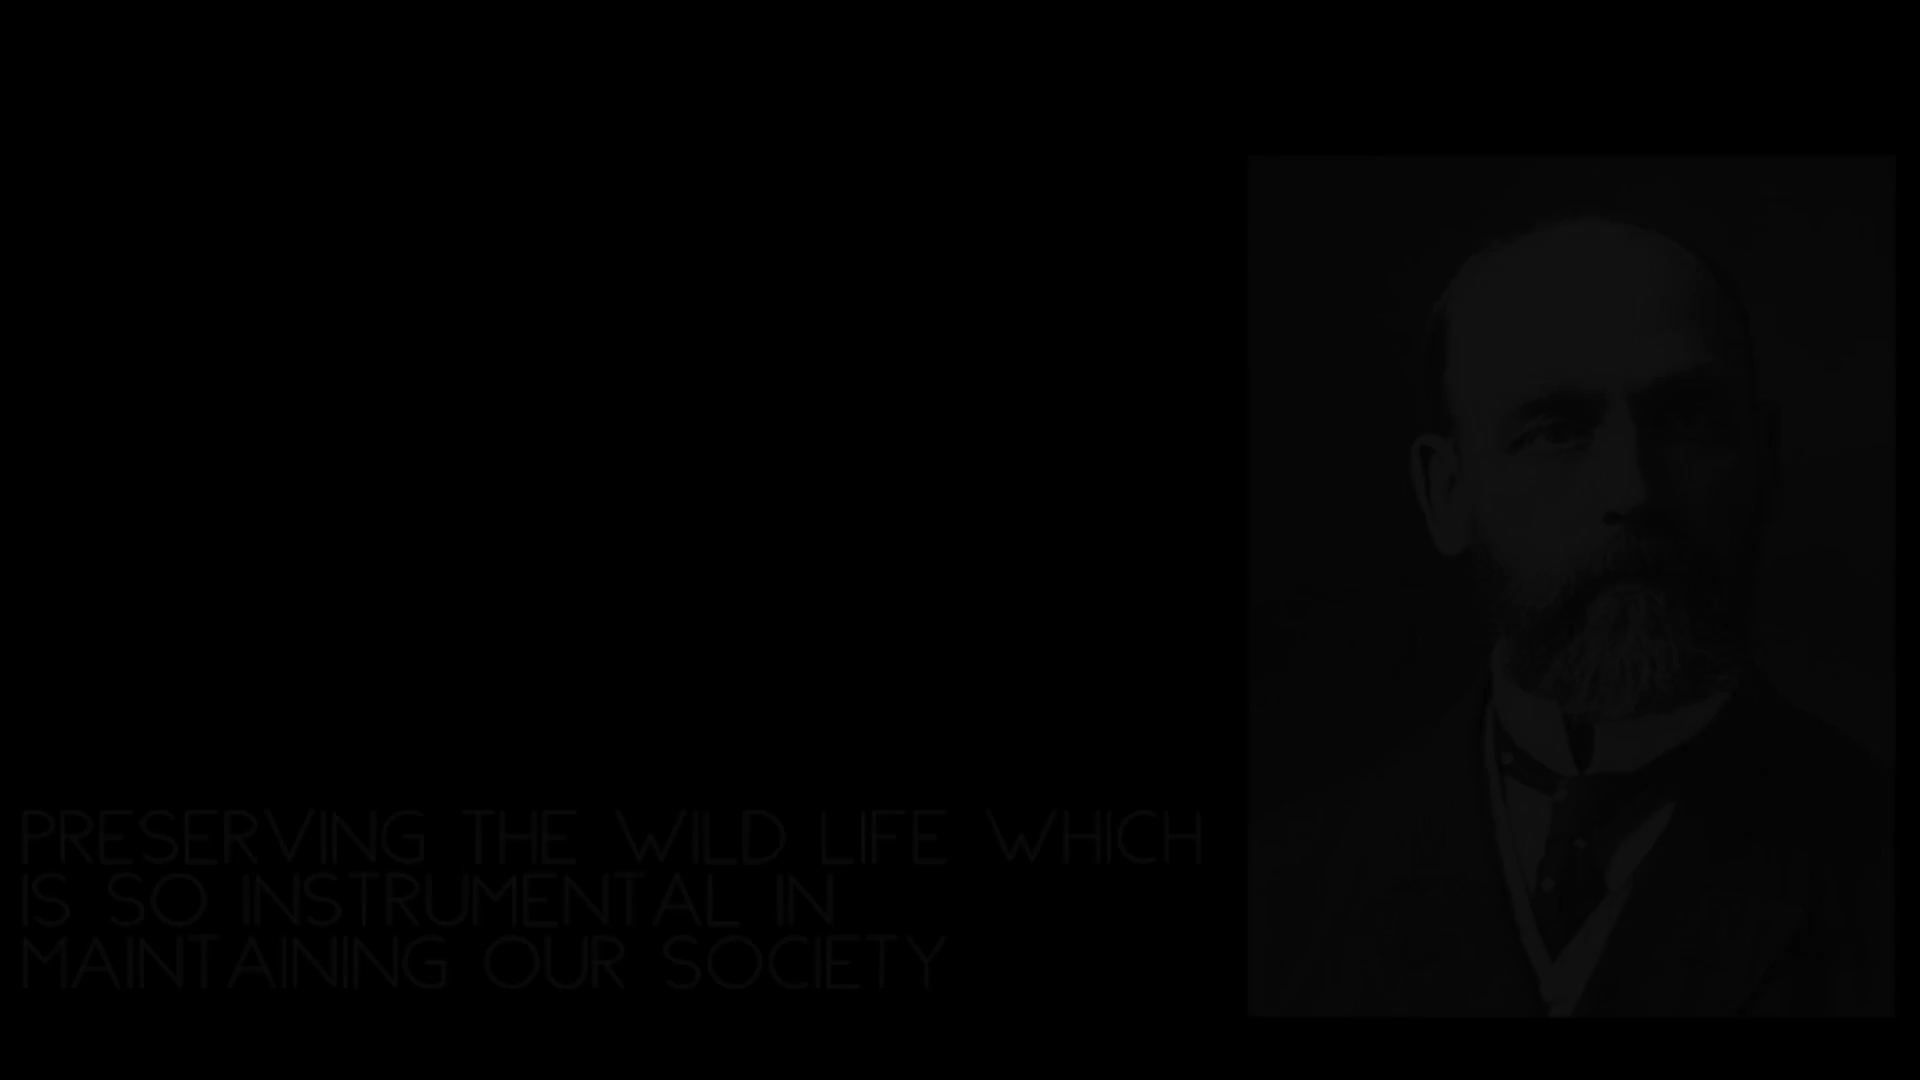 PRESERVING THE WILD LIFE WHICH
IS SO INSTRUMENTAL IN
MAINTAINING OUR SOCIETY